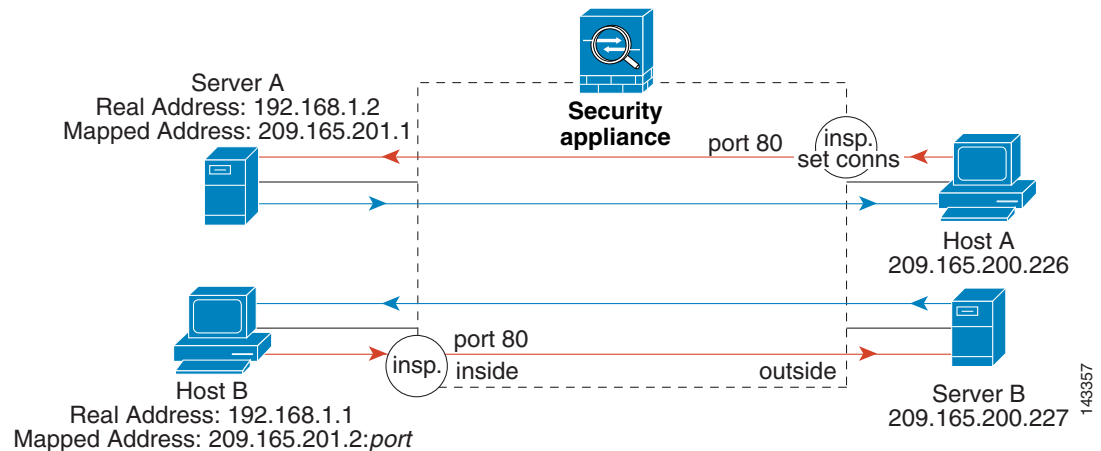 Server A
Real Address: 192.168.1.2
Mapped Address: 209.165.201.1
Security
appliance
port 80
insp.
set conns
Host A
209.165.200.226
port 80
insp.
inside
outside
Host B
Real Address: 192.168.1.1
Mapped Address: 209.165.201.2:port
Server B
209.165.200.227
143357